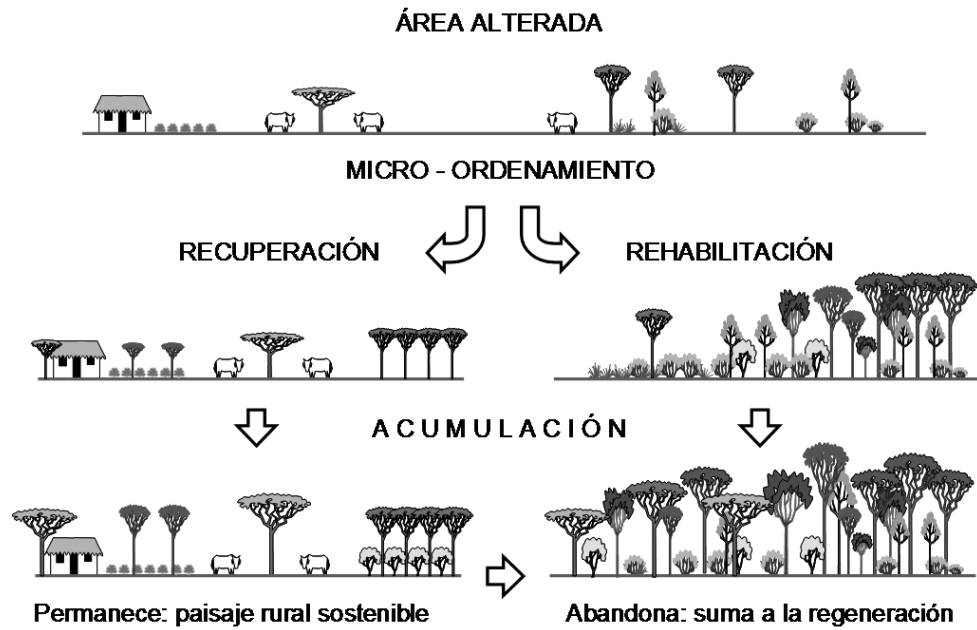 ÁREA ALTERADA
MICRO - ORDENAMIENTO
RECUPERACIÓN
REHABILITACIÓN
ACUMULACIÓN
Permanece: paisaje rural sostenible
Abandona: suma a la regeneración